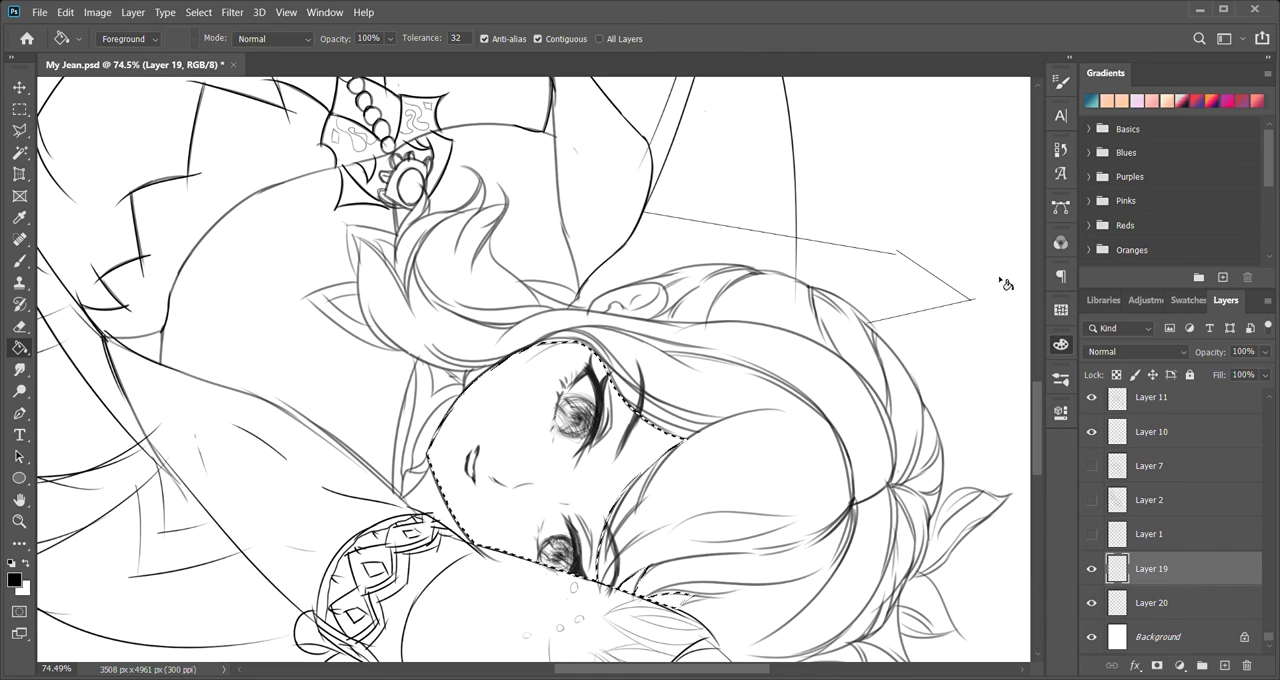 Ps File Edit Image Layer Type Select Filter 3D View Window Help
Foreground Mode: Normal Opacity: 100% Tolerance: 32 Anti-alias Contiguous All Layers
My Jean.psd @ 74.5% (Layer 19, RGB/8) *
Gradients
Basics
Blues
Purples
Pinks
Reds
Oranges
Libraries Adjustme Swatches Layers
Kind
Normal Opacity: 100%
Lock: Fill: 100%
Layer 11
Layer 10
Layer 7
Layer 2
Layer 1
Layer 19
Layer 20
Background
74.49% 3508 px x 4961 px (300 ppi)